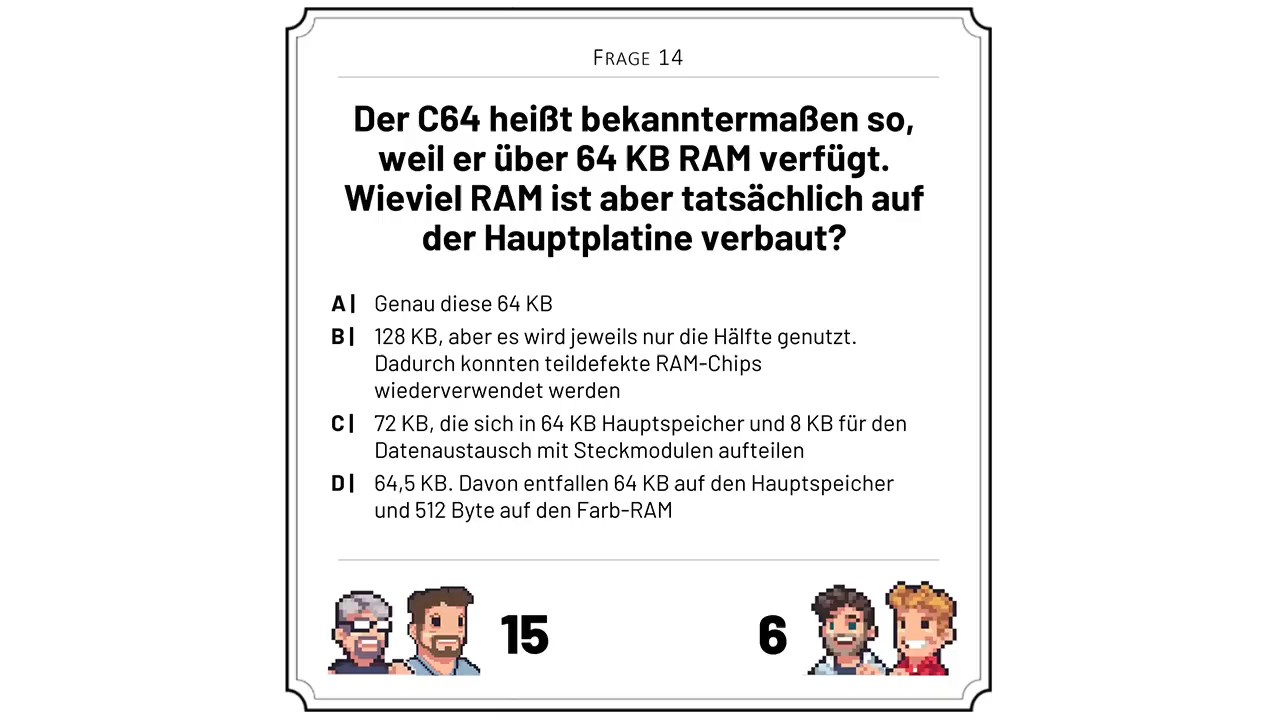 Frage 14
Der C64 heißt bekanntermaßen so,
weil er über 64 KB RAM verfügt.
Wieviel RAM ist aber tatsächlich auf
der Hauptplatine verbaut?
A| Genau diese 64 KB
B| 128 KB, aber es wird jeweils nur die Hälfte genutzt.
Dadurch konnten teildefekte RAM-Chips
wiederverwendet werden
C| 72 KB, die sich in 64 KB Hauptspeicher und 8 KB für den
Datenaustausch mit Steckmodulen aufteilen
D| 64,5 KB. Davon entfallen 64 KB auf den Hauptspeicher
und 512 Byte auf den Farb-RAM
15 6